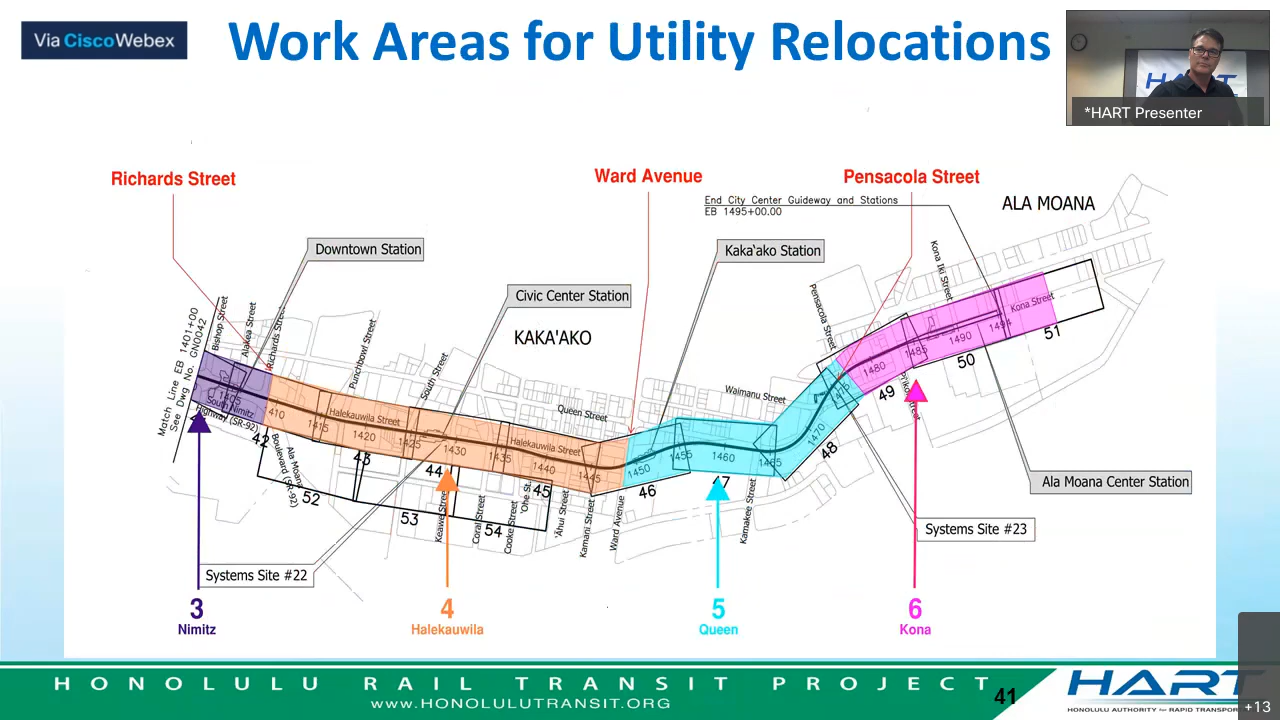 Via Cisco Webex
Work Areas for Utility Relocations
HART
*HART Presenter
Richards Street
Ward Avenue
Pensacola Street
End City Center Guideway and Stations
EB 1495+00.00
ALA MOANA
Downtown Station
Kaka'ako Station
Civic Center Station
KAKA'AKO
Match Line EB 1401+00
See Dwg No. GN0042
Bishop Street
Alakea Street
Richards Street
Punchbowl Street
South Street
Queen Street
Waimanu Street
Pensacola Street
Kona Iki Street
Kona Street
1405
South Nimitz
Highway (SR-92)
410
1415
Halekauwila Street
1420
1425
1430
1435
Halekauwila Street
1440
1445
1450
1455
1460
1465
1470
1475
1480
1485
1490
1494
42
43
44
45
46
47
48
49
50
51
52
53
54
Ala Moana
Boulevard (SR-92)
Keawe Street
Coral Street
Cooke Street
'Ohe St.
'Ahui Street
Kamani Street
Ward Avenue
Kamakee Street
Piikoi Street
Ala Moana Center Station
Systems Site #23
Systems Site #22
3
Nimitz
4
Halekauwila
5
Queen
6
Kona
HONOLULU RAIL TRANSIT PROJECT
WWW.HONOLULUTRANSIT.ORG
41
HART
HONOLULU AUTHORITY for RAPID TRANSPOR
+13